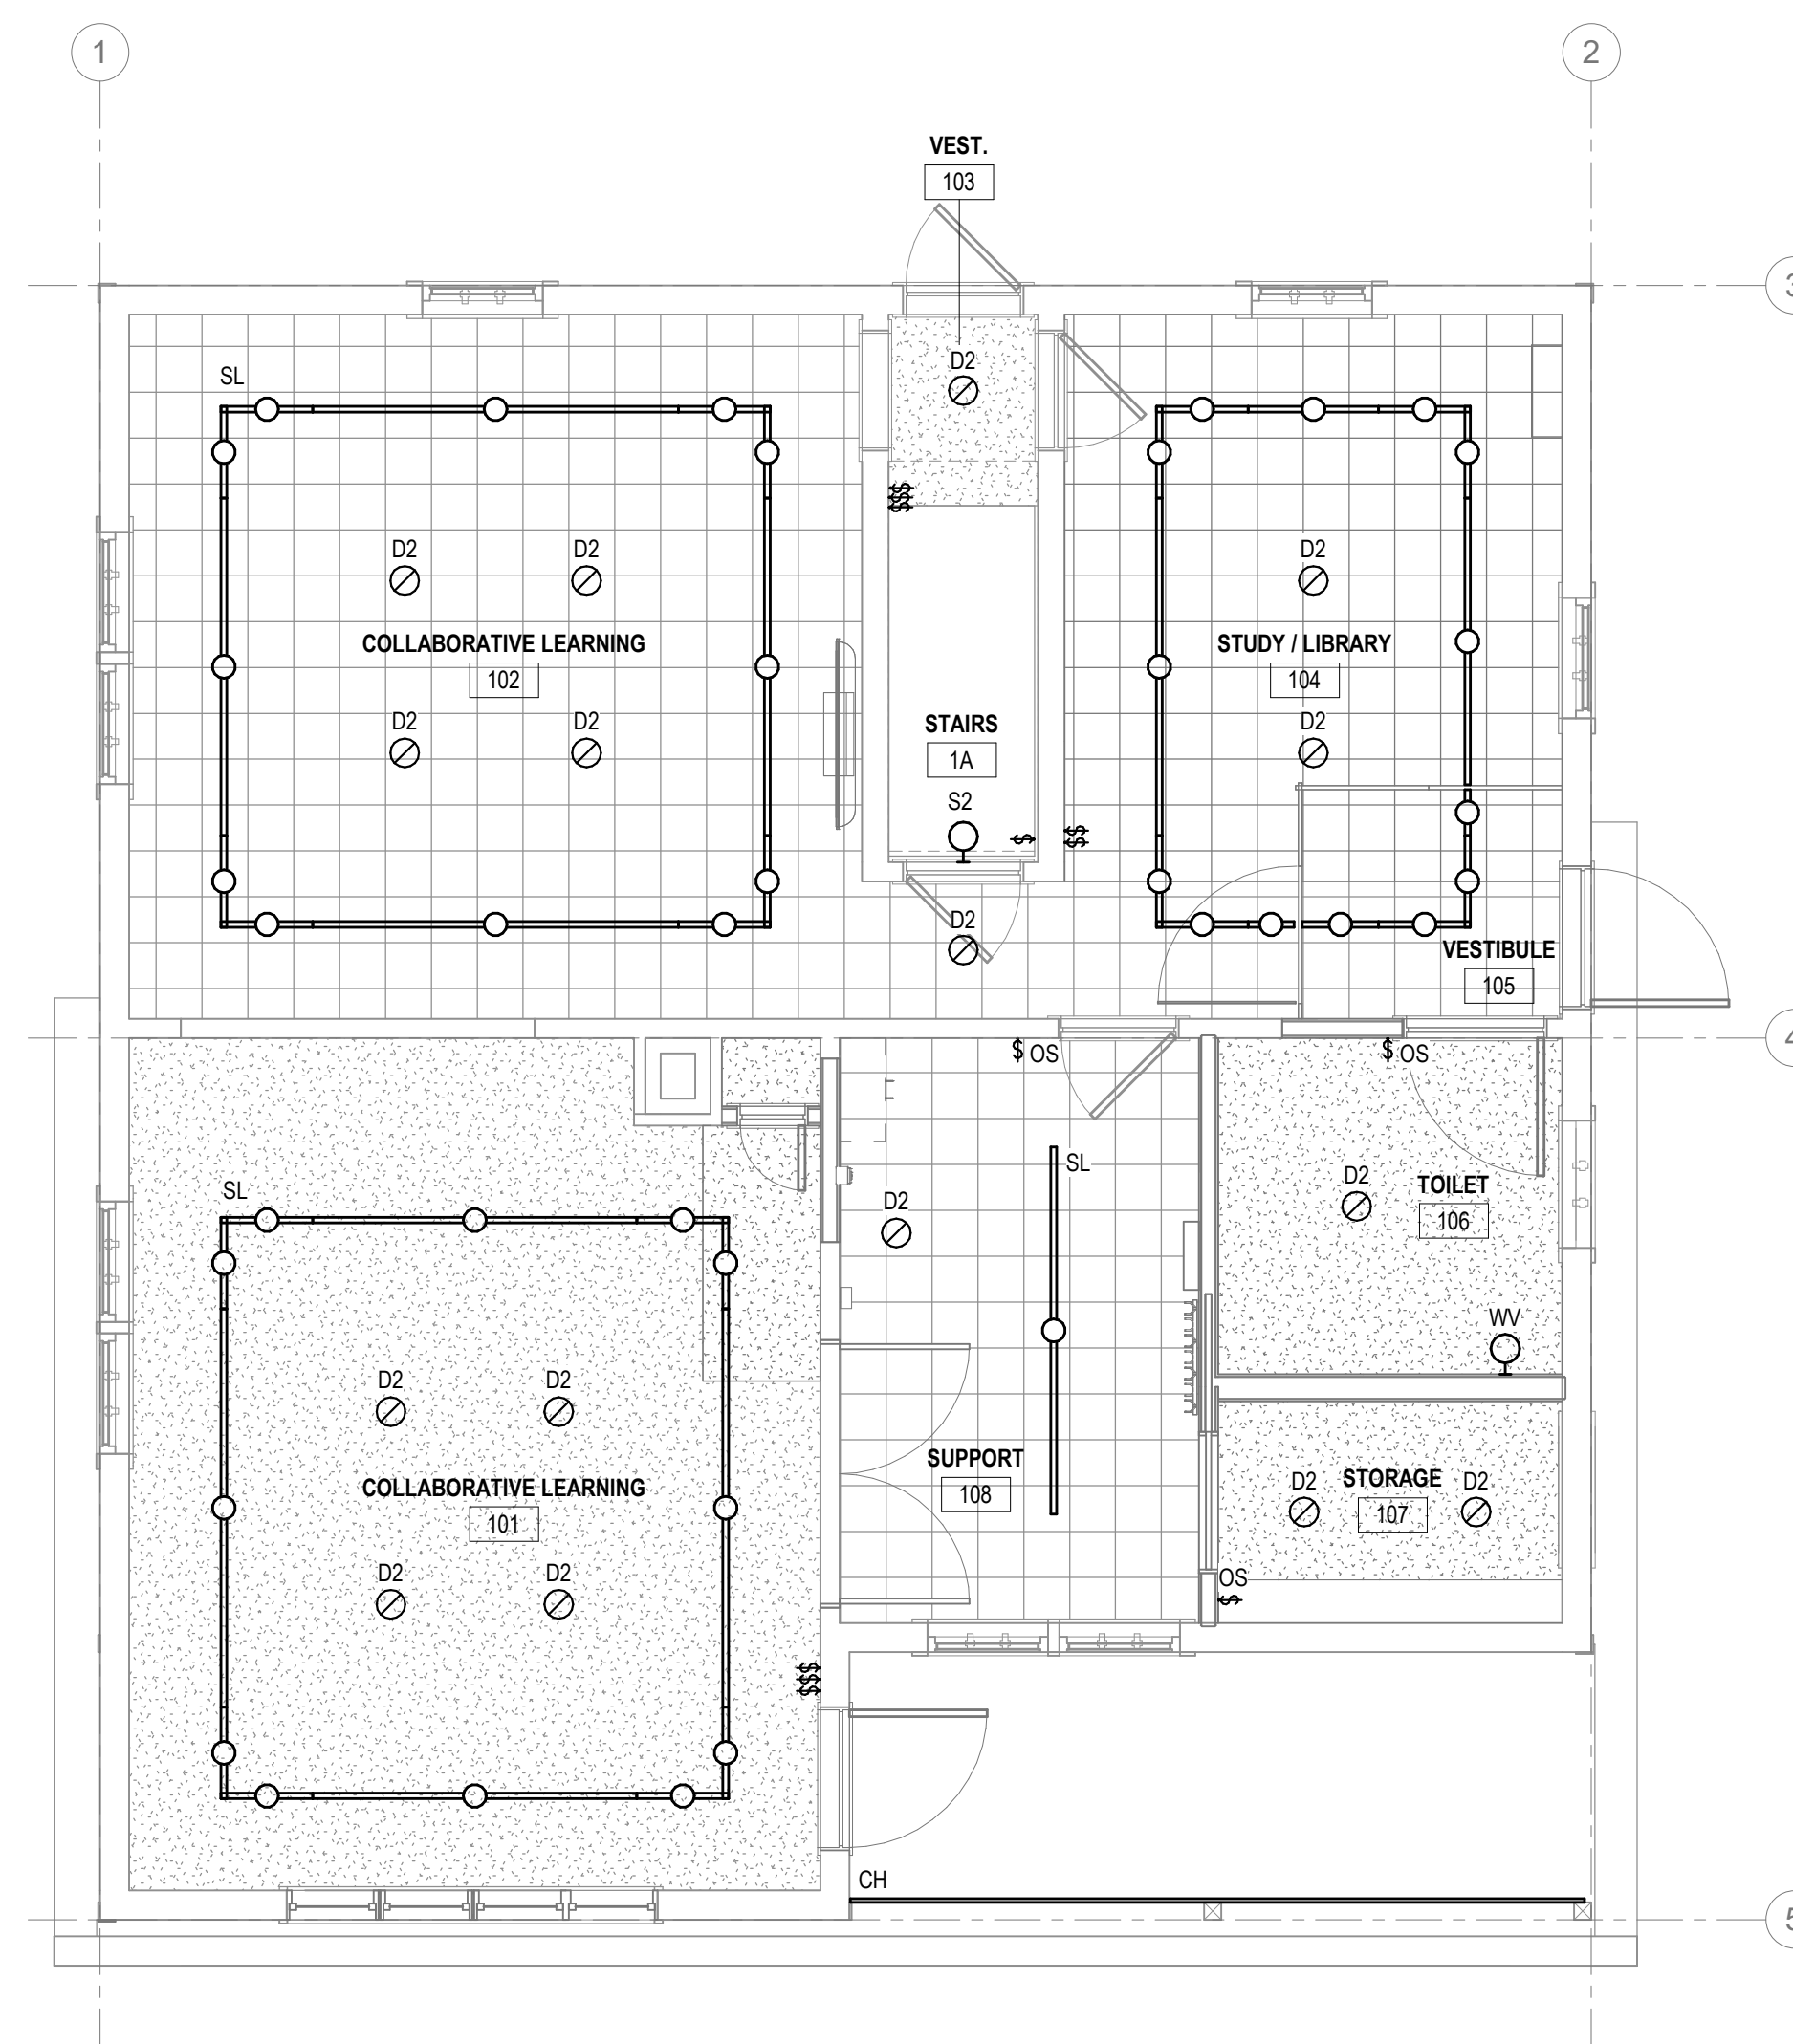 1
2
VEST.
103
3
D2
SL
$$$
D2
D2
D2
COLLABORATIVE LEARNING
102
STUDY / LIBRARY
104
D2
D2
D2
STAIRS
1A
S2
$
$$
D2
VESTIBULE
105
4
$ OS
$ OS
SL
D2
TOILET
106
SL
D2
WV
D2
D2
SUPPORT
108
COLLABORATIVE LEARNING
101
D2
STORAGE
107
D2
D2
D2
OS
$
$$$
CH
5